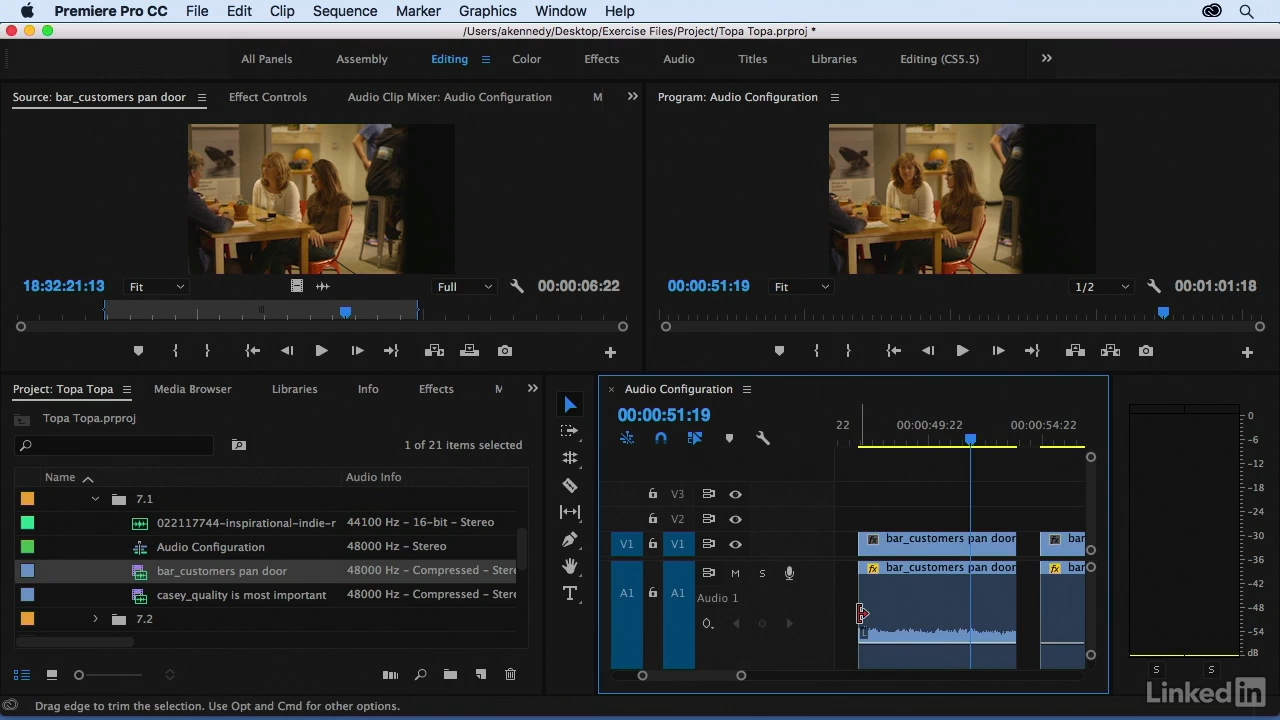 Premiere Pro CC File Edit Clip Sequence Marker Graphics Window Help
/Users/akennedy/Desktop/Exercise Files/Project/Topa Topa.prproj *
All Panels Assembly Editing Color Effects Audio Titles Libraries Editing (CS5.5)
Source: bar_customers pan door Effect Controls Audio Clip Mixer: Audio Configuration M
Program: Audio Configuration
18:32:21:13 Fit Full 00:00:06:22
00:00:51:19 Fit 1/2 00:01:01:18
Project: Topa Topa Media Browser Libraries Info Effects M
Topa Topa.prproj
1 of 21 items selected
Name Audio Info
7.1
022117744-inspirational-indie-r 44100 Hz - 16-bit - Stereo
Audio Configuration 48000 Hz - Stereo
bar_customers pan door 48000 Hz - Compressed - Stere
casey_quality is most important 48000 Hz - Compressed - Stere
7.2
Audio Configuration
00:00:51:19
22 00:00:49:22 00:00:54:22
V3
V2
V1 V1 fx bar_customers pan door fx bar
fx bar_customers pan door fx bar
A1 A1 M S
Audio 1
L
0
-6
-12
-18
-24
-30
-36
-42
-48
-54
dB
S S
Drag edge to trim the selection. Use Opt and Cmd for other options.
Linked in